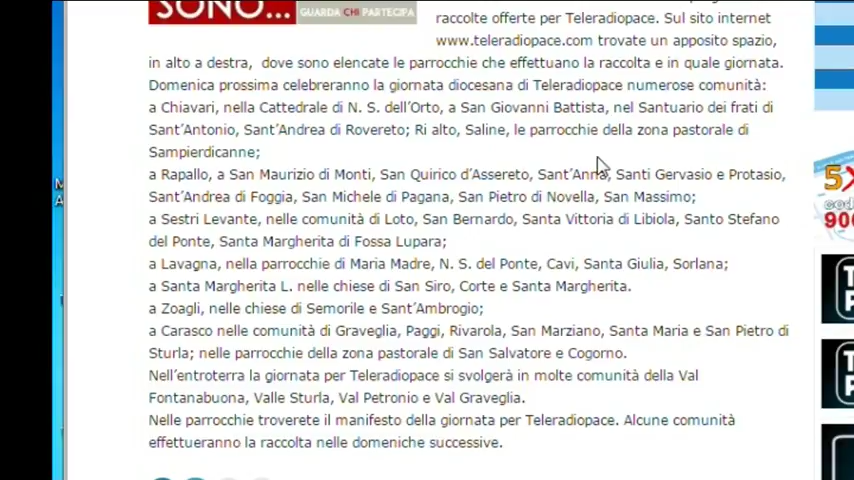 SONO...
GUARDA CHI PARTECIPA
raccolte offerte per Teleradiopace. Sul sito internet
www.teleradiopace.com trovate un apposito spazio,
in alto a destra, dove sono elencate le parrocchie che effettuano la raccolta e in quale giornata.
Domenica prossima celebreranno la giornata diocesana di Teleradiopace numerose comunità:
a Chiavari, nella Cattedrale di N. S. dell'Orto, a San Giovanni Battista, nel Santuario dei frati di
Sant'Antonio, Sant'Andrea di Rovereto; Ri alto, Saline, le parrocchie della zona pastorale di
Sampierdicanne;
a Rapallo, a San Maurizio di Monti, San Quirico d'Assereto, Sant'Anna, Santi Gervasio e Protasio,
Sant'Andrea di Foggia, San Michele di Pagana, San Pietro di Novella, San Massimo;
a Sestri Levante, nelle comunità di Loto, San Bernardo, Santa Vittoria di Libiola, Santo Stefano
del Ponte, Santa Margherita di Fossa Lupara;
a Lavagna, nella parrocchie di Maria Madre, N. S. del Ponte, Cavi, Santa Giulia, Sorlana;
a Santa Margherita L. nelle chiese di San Siro, Corte e Santa Margherita.
a Zoagli, nelle chiese di Semorile e Sant'Ambrogio;
a Carasco nelle comunità di Graveglia, Paggi, Rivarola, San Marziano, Santa Maria e San Pietro di
Sturla; nelle parrocchie della zona pastorale di San Salvatore e Cogorno.
Nell'entroterra la giornata per Teleradiopace si svolgerà in molte comunità della Val
Fontanabuona, Valle Sturla, Val Petronio e Val Graveglia.
Nelle parrocchie troverete il manifesto della giornata per Teleradiopace. Alcune comunità
effettueranno la raccolta nelle domeniche successive.